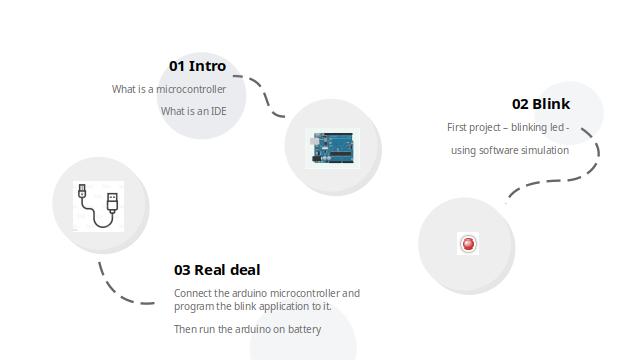 01 Intro
What is a microcontroller
What is an IDE
02 Blink
First project – blinking led -
using software simulation
03 Real deal
Connect the arduino microcontroller and
program the blink application to it.
Then run the arduino on battery